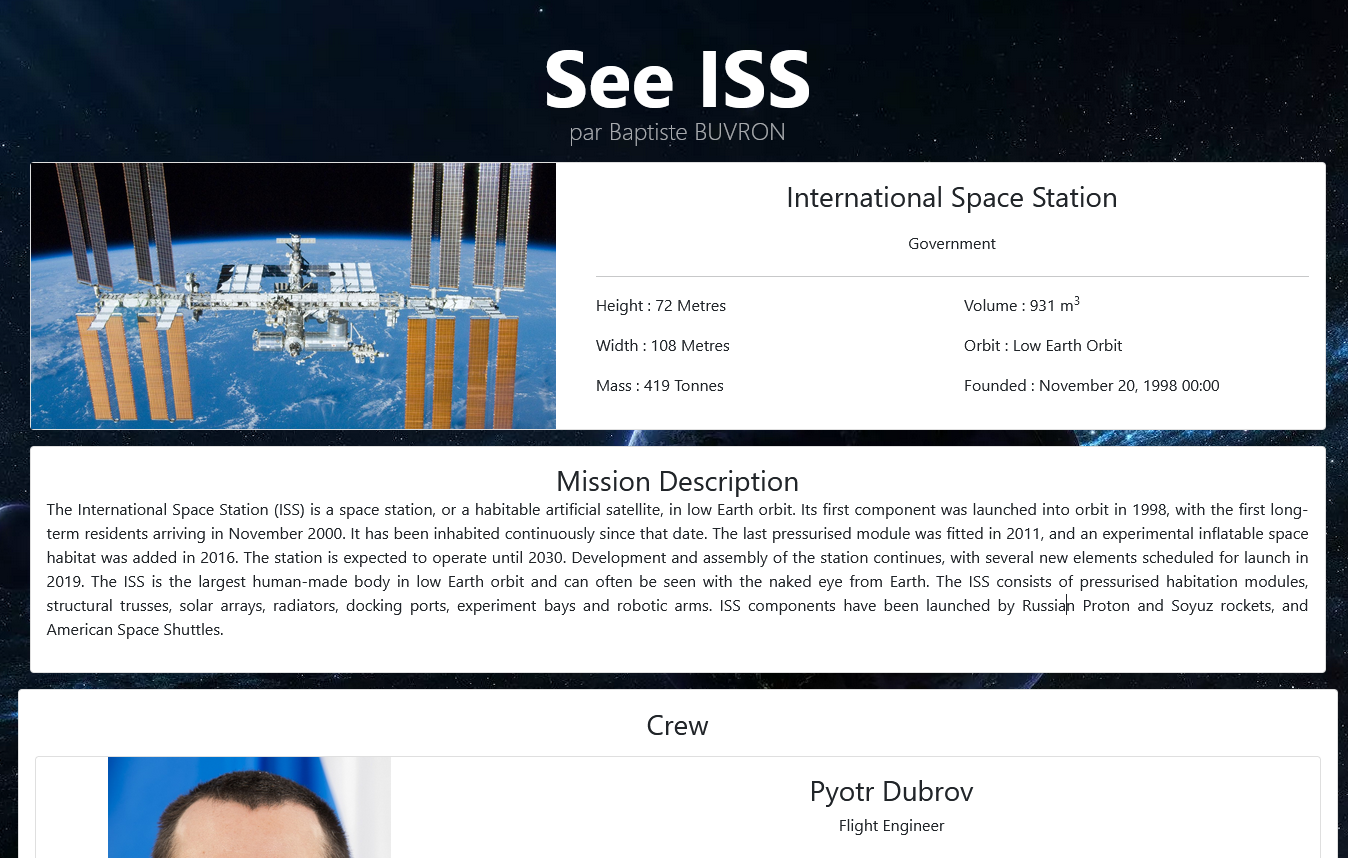 See ISS
par Baptiste BUVRON
International Space Station
Government
Height : 72 Metres
Volume : 931 m³
Width : 108 Metres
Orbit : Low Earth Orbit
Mass : 419 Tonnes
Founded : November 20, 1998 00:00
Mission Description
The International Space Station (ISS) is a space station, or a habitable artificial satellite, in low Earth orbit. Its first component was launched into orbit in 1998, with the first long-
term residents arriving in November 2000. It has been inhabited continuously since that date. The last pressurised module was fitted in 2011, and an experimental inflatable space
habitat was added in 2016. The station is expected to operate until 2030. Development and assembly of the station continues, with several new elements scheduled for launch in
2019. The ISS is the largest human-made body in low Earth orbit and can often be seen with the naked eye from Earth. The ISS consists of pressurised habitation modules,
structural trusses, solar arrays, radiators, docking ports, experiment bays and robotic arms. ISS components have been launched by Russian Proton and Soyuz rockets, and
American Space Shuttles.
Crew
Pyotr Dubrov
Flight Engineer